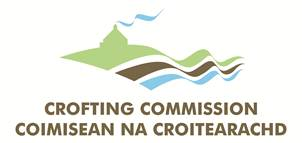 CROFTING COMMISSION
COIMISEAN NA CROITEARACHD